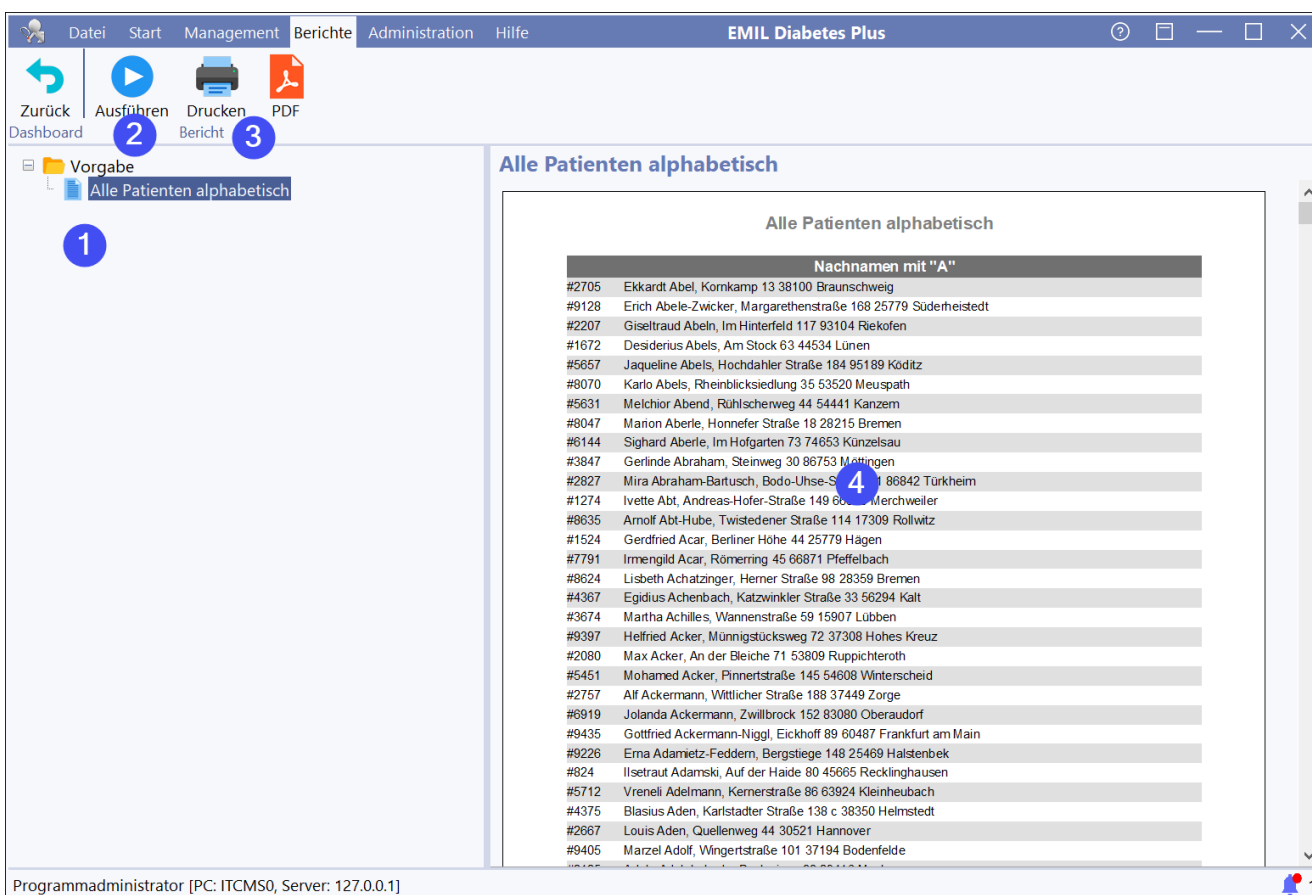 Datei Start Management Berichte Administration Hilfe EMIL Diabetes Plus
Zurück Ausführen Drucken PDF
Dashboard Bericht
2 3
Vorgabe
Alle Patienten alphabetisch
1
Alle Patienten alphabetisch
Alle Patienten alphabetisch
Nachnamen mit "A"
#2705 Ekkardt Abel, Kornkamp 13 38100 Braunschweig
#9128 Erich Abele-Zwicker, Margarethenstraße 168 25779 Süderheistedt
#2207 Giseltraud Abeln, Im Hinterfeld 117 93104 Riekofen
#1672 Desiderius Abels, Am Stock 63 44534 Lünen
#5657 Jaqueline Abels, Hochdahler Straße 184 95189 Köditz
#8070 Karlo Abels, Rheinblicksiedlung 35 53520 Meuspath
#5631 Melchior Abend, Rühlscherweg 44 54441 Kanzem
#8047 Marion Aberle, Honnefer Straße 18 28215 Bremen
#6144 Sighard Aberle, Im Hofgarten 73 74653 Künzelsau
#3847 Gerlinde Abraham, Steinweg 30 86753 Möttingen
#2827 Mira Abraham-Bartusch, 86842 Türkheim
4
#1274 Ivette Abt, Andreas-Hofer-Straße 149 Merchweiler
#8635 Arnolf Abt-Hube, Twistedener Straße 114 17309 Rollwitz
#1524 Gerdfried Acar, Berliner Höhe 44 25779 Hägen
#7791 Irmengild Acar, Römerring 45 66871 Pfeffelbach
#8624 Lisbeth Achatzinger, Herner Straße 98 28359 Bremen
#4367 Egidius Achenbach, Katzwinkler Straße 33 56294 Kalt
#3674 Martha Achilles, Wannenstraße 59 15907 Lübben
#9397 Helfried Acker, Münnigstücksweg 72 37308 Hohes Kreuz
#2080 Max Acker, An der Bleiche 71 53809 Ruppichteroth
#5451 Mohamed Acker, Pinnertstraße 145 54608 Winterscheid
#2757 Alf Ackermann, Wittlicher Straße 188 37449 Zorge
#6919 Jolanda Ackermann, Zwillbrock 152 83080 Oberaudorf
#9435 Gottfried Ackermann-Niggl, Eickhoff 89 60487 Frankfurt am Main
#9226 Erna Adamietz-Feddern, Bergstiege 148 25469 Halstenbek
#824 Ilsetraut Adamski, Auf der Haide 80 45665 Recklinghausen
#5712 Vreneli Adelmann, Kernerstraße 86 63924 Kleinheubach
#4375 Blasius Aden, Karlstadter Straße 138 c 38350 Helmstedt
#2667 Louis Aden, Quellenweg 44 30521 Hannover
#9405 Marzel Adolf, Wingertstraße 101 37194 Bodenfelde
Programmadministrator [PC: ITCMS0, Server: 127.0.0.1]